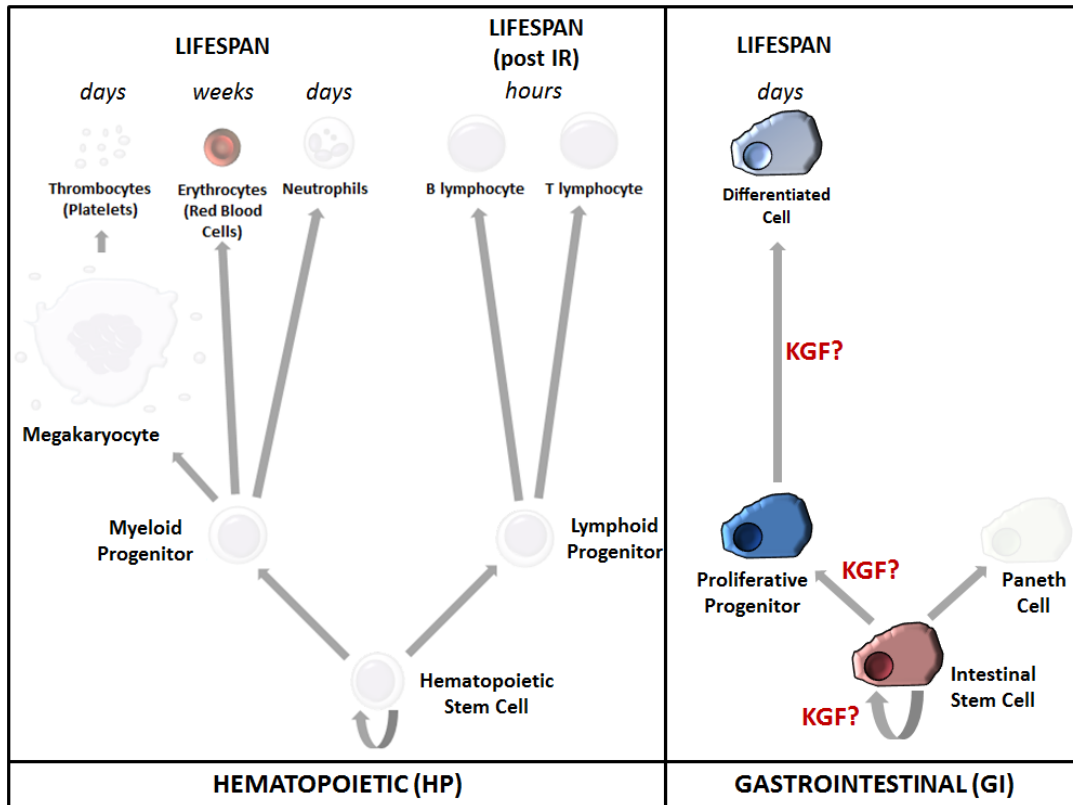 LIFESPAN
days
weeks
days
Thrombocytes
(Platelets)
Erythrocytes
(Red Blood
Cells)
Neutrophils
LIFESPAN
(post IR)
hours
B lymphocyte
T lymphocyte
Megakaryocyte
Myeloid
Progenitor
Lymphoid
Progenitor
Hematopoietic
Stem Cell
HEMATOPOIETIC (HP)
LIFESPAN
days
Differentiated
Cell
KGF?
Proliferative
Progenitor
KGF?
Paneth
Cell
Intestinal
Stem Cell
KGF?
GASTROINTESTINAL (GI)